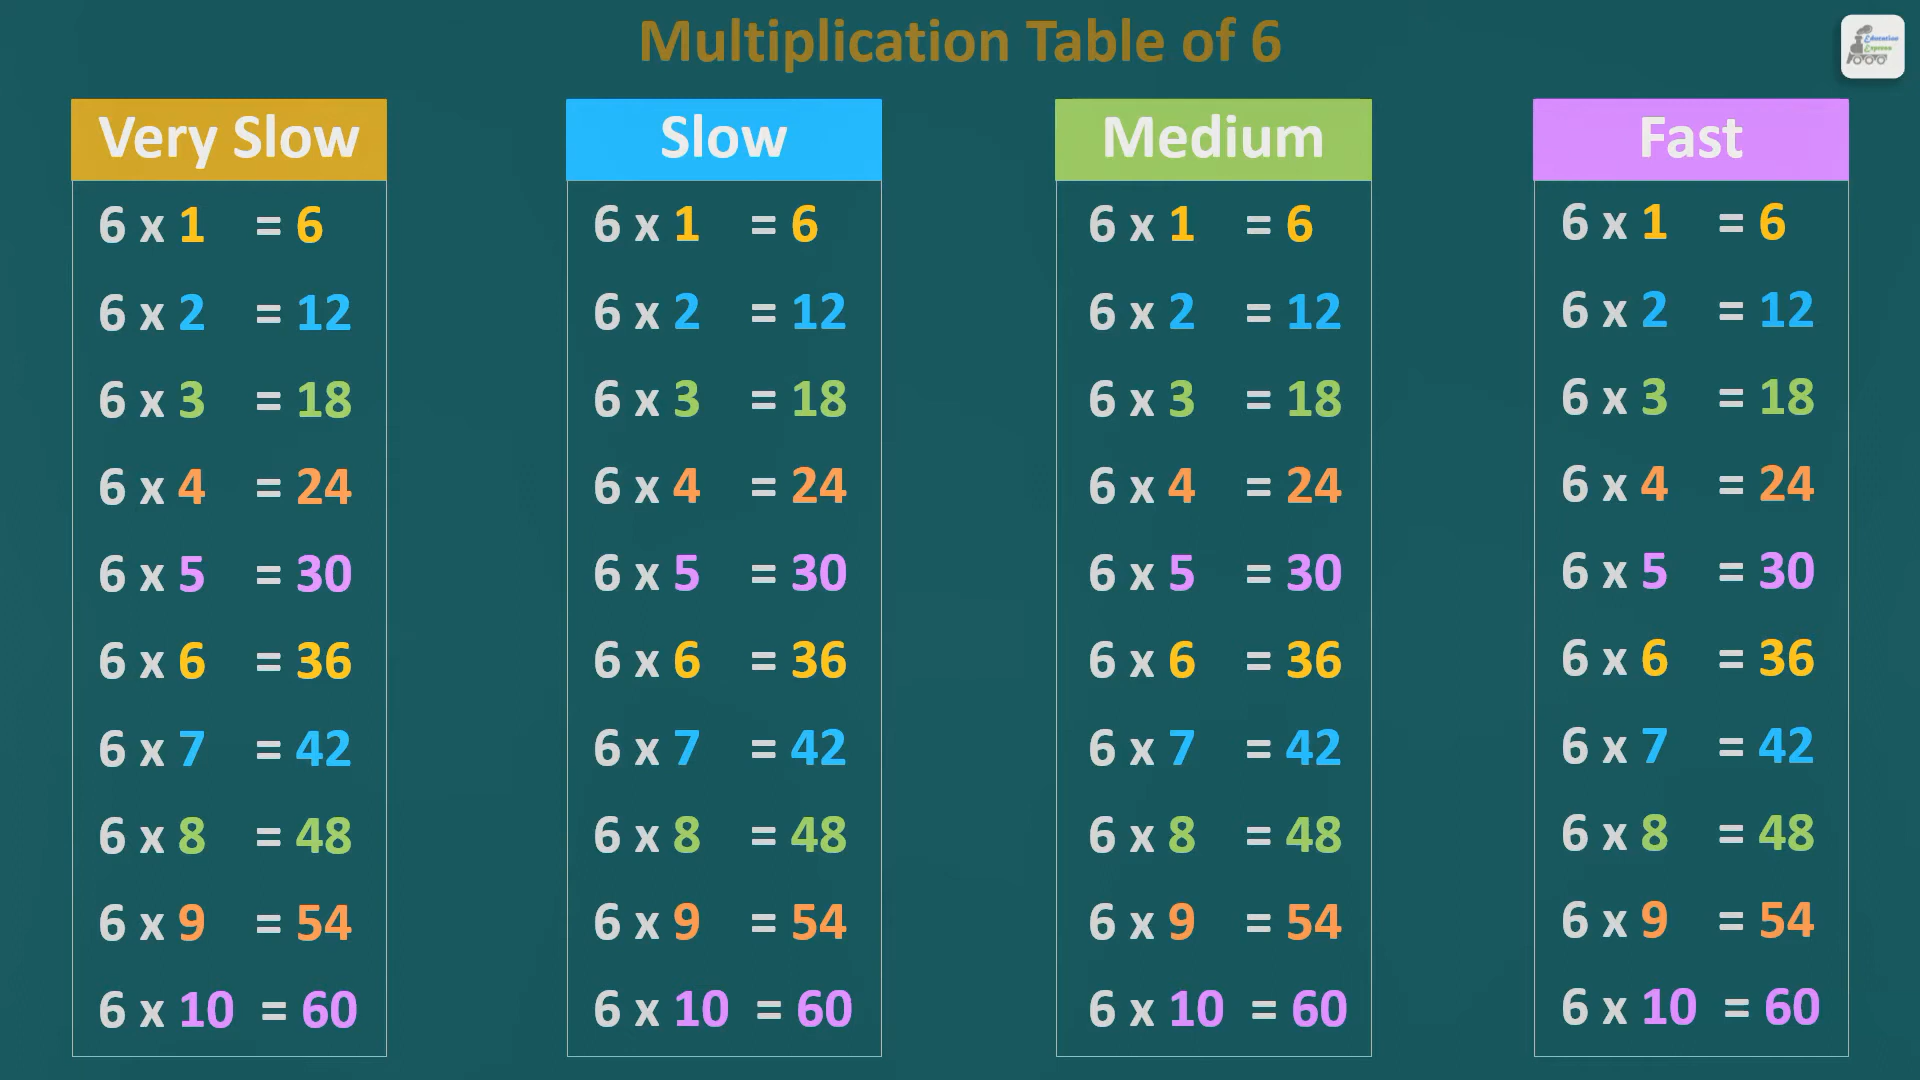 Multiplication Table of 6
Education
Express
Very Slow
6 x 1 = 6
6 x 2 = 12
6 x 3 = 18
6 x 4 = 24
6 x 5 = 30
6 x 6 = 36
6 x 7 = 42
6 x 8 = 48
6 x 9 = 54
6 x 10 = 60
Slow
6 x 1 = 6
6 x 2 = 12
6 x 3 = 18
6 x 4 = 24
6 x 5 = 30
6 x 6 = 36
6 x 7 = 42
6 x 8 = 48
6 x 9 = 54
6 x 10 = 60
Medium
6 x 1 = 6
6 x 2 = 12
6 x 3 = 18
6 x 4 = 24
6 x 5 = 30
6 x 6 = 36
6 x 7 = 42
6 x 8 = 48
6 x 9 = 54
6 x 10 = 60
Fast
6 x 1 = 6
6 x 2 = 12
6 x 3 = 18
6 x 4 = 24
6 x 5 = 30
6 x 6 = 36
6 x 7 = 42
6 x 8 = 48
6 x 9 = 54
6 x 10 = 60